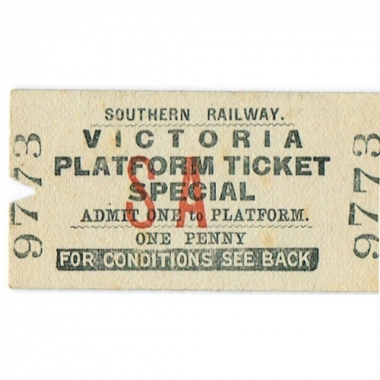 SOUTHERN RAILWAY.
VICTORIA
PLATFORM TICKET
SPECIAL
S A
ADMIT ONE to PLATFORM.
ONE PENNY
FOR CONDITIONS SEE BACK
9773
9773